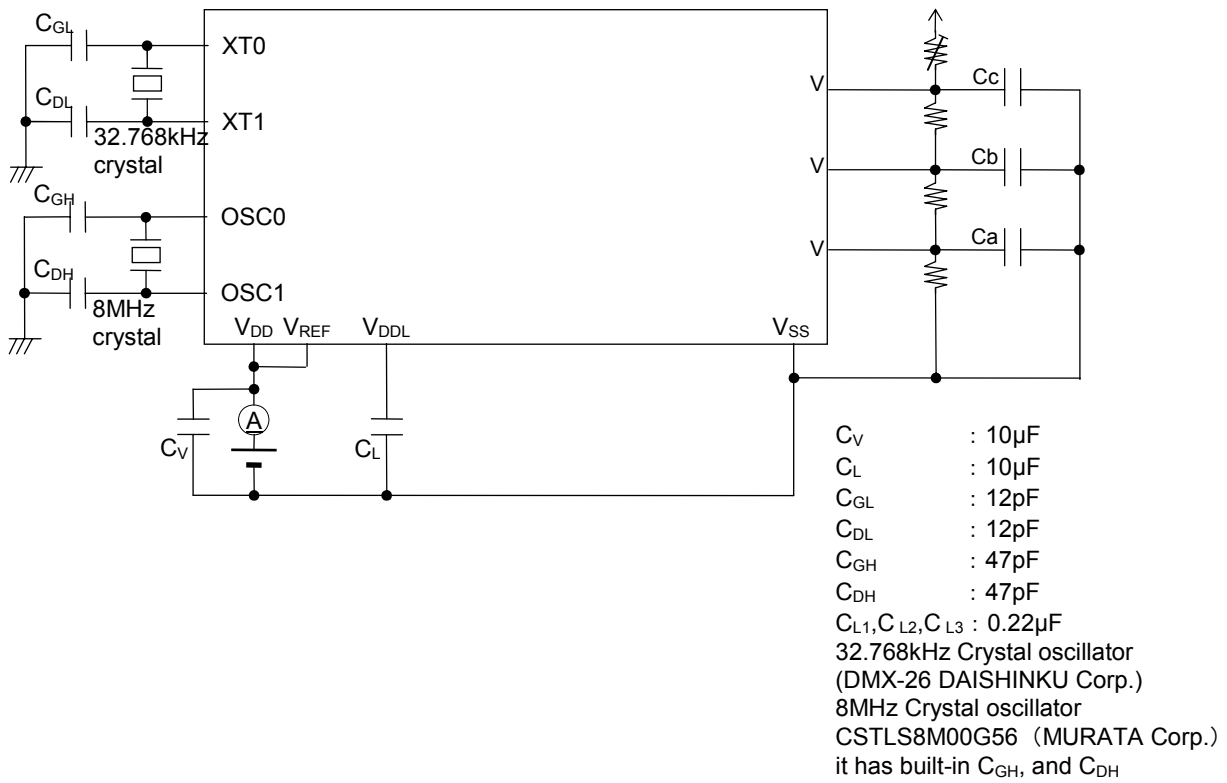 CGL
XT0
CDL
XT1
32.768kHz
crystal
CGH
OSC0
CDH
OSC1
8MHz
crystal
VDD VREF VDDL VSS
V Cc
V Cb
V Ca
A
CV
CL
CV : 10µF
CL : 10µF
CGL : 12pF
CDL : 12pF
CGH : 47pF
CDH : 47pF
CL1,C L2,C L3 : 0.22µF
32.768kHz Crystal oscillator
(DMX-26 DAISHINKU Corp.)
8MHz Crystal oscillator
CSTLS8M00G56（MURATA Corp.）
it has built-in CGH, and CDH